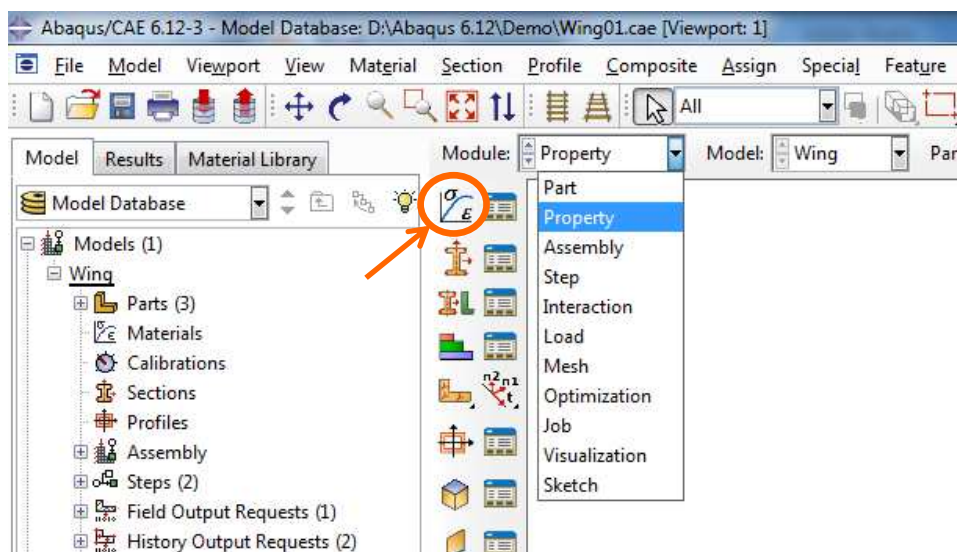 Abaqus/CAE 6.12-3 - Model Database: D:\Abaqus 6.12\Demo\Wing01.cae [Viewport: 1]
File Model Viewport View Material Section Profile Composite Assign Special Feature
All
Model Results Material Library Module: Property Model: Wing Par
Model Database
σ ε
Part
Property
Assembly
Step
Interaction
Load
Mesh
Optimization
Job
Visualization
Sketch
n2 n1
t
Models (1)
Wing
Parts (3)
σ ε Materials
Calibrations
Sections
Profiles
Assembly
Steps (2)
Field Output Requests (1)
History Output Requests (2)